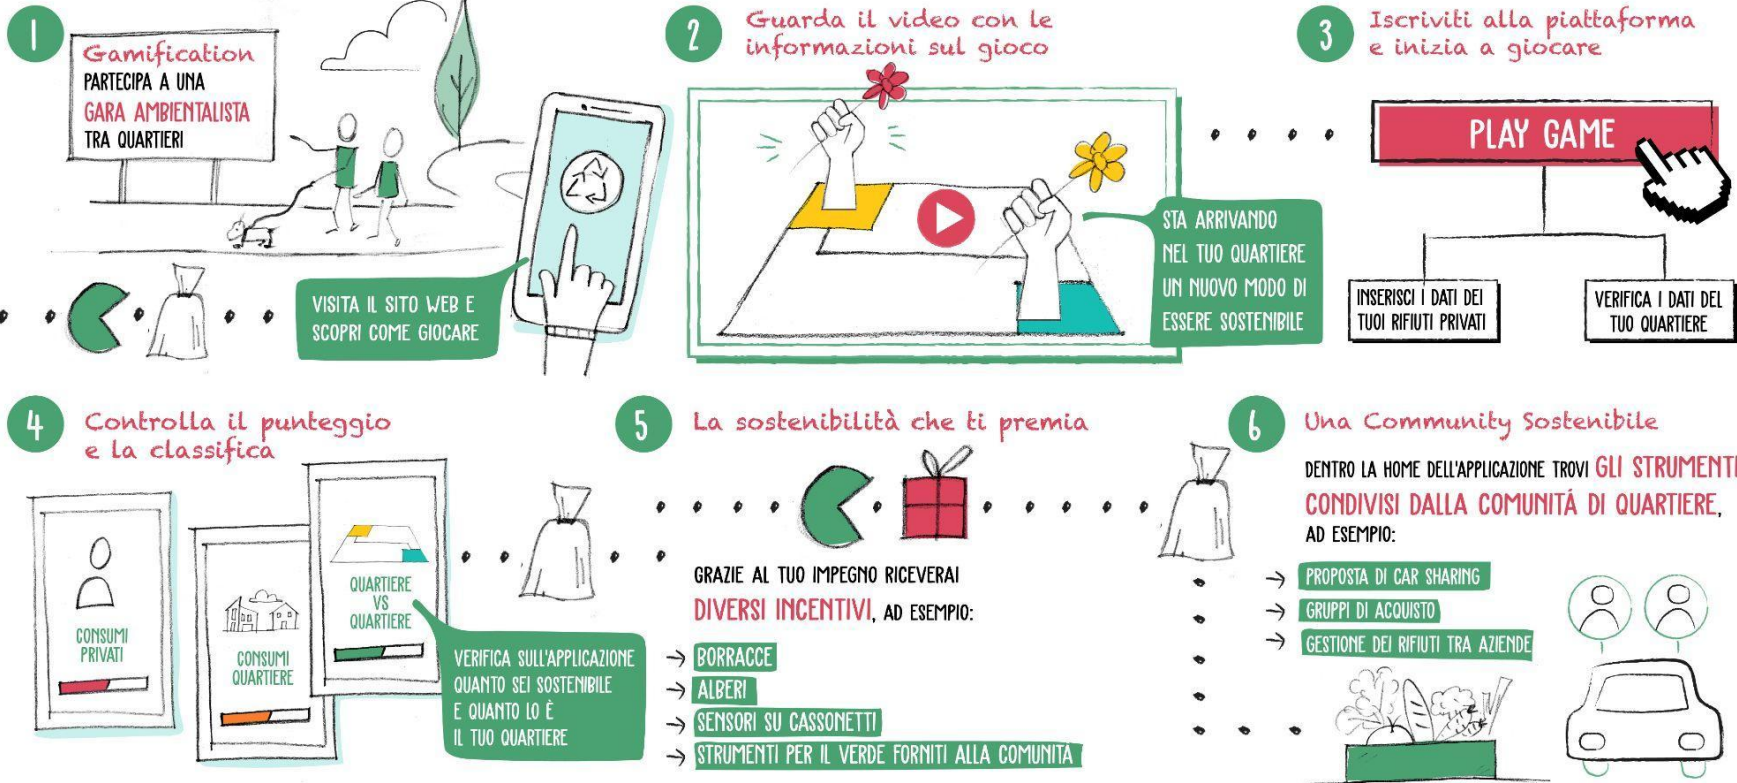 1
Gamification
PARTECIPA A UNA
GARA AMBIENTALISTA
TRA QUARTIERI
VISITA IL SITO WEB E
SCOPRI COME GIOCARE
2
Guarda il video con le
informazioni sul gioco
STA ARRIVANDO
NEL TUO QUARTIERE
UN NUOVO MODO DI
ESSERE SOSTENIBILE
3
Iscriviti alla piattaforma
e inizia a giocare
PLAY GAME
INSERISCI I DATI DEI
TUOI RIFIUTI PRIVATI
VERIFICA I DATI DEL
TUO QUARTIERE
4
Controlla il punteggio
e la classifica
CONSUMI
PRIVATI
CONSUMI
QUARTIERE
QUARTIERE
VS
QUARTIERE
VERIFICA SULL'APPLICAZIONE
QUANTO SEI SOSTENIBILE
E QUANTO LO È
IL TUO QUARTIERE
5
La sostenibilità che ti premia
GRAZIE AL TUO IMPEGNO RICEVERAI
DIVERSI INCENTIVI, AD ESEMPIO:
→ BORRACCE
→ ALBERI
→ SENSORI SU CASSONETTI
→ STRUMENTI PER IL VERDE FORNITI ALLA COMUNITÀ
6
Una Community Sostenibile
DENTRO LA HOME DELL'APPLICAZIONE TROVI GLI STRUMENTI
CONDIVISI DALLA COMUNITÁ DI QUARTIERE,
AD ESEMPIO:
→ PROPOSTA DI CAR SHARING
→ GRUPPI DI ACQUISTO
→ GESTIONE DEI RIFIUTI TRA AZIENDE